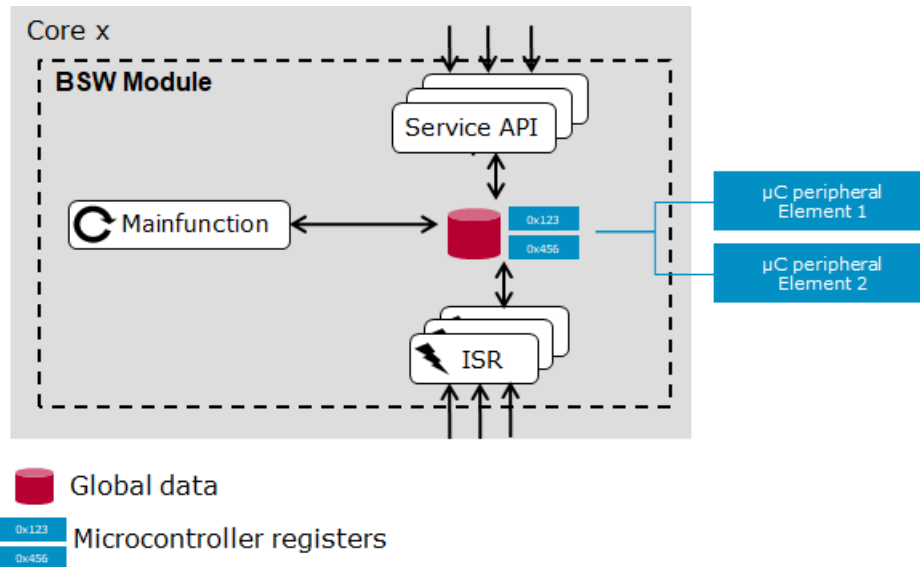 Core x
BSW Module
Service API
Mainfunction
0x123
0x456
µC peripheral
Element 1
µC peripheral
Element 2
ISR
Global data
0x123
0x456
Microcontroller registers